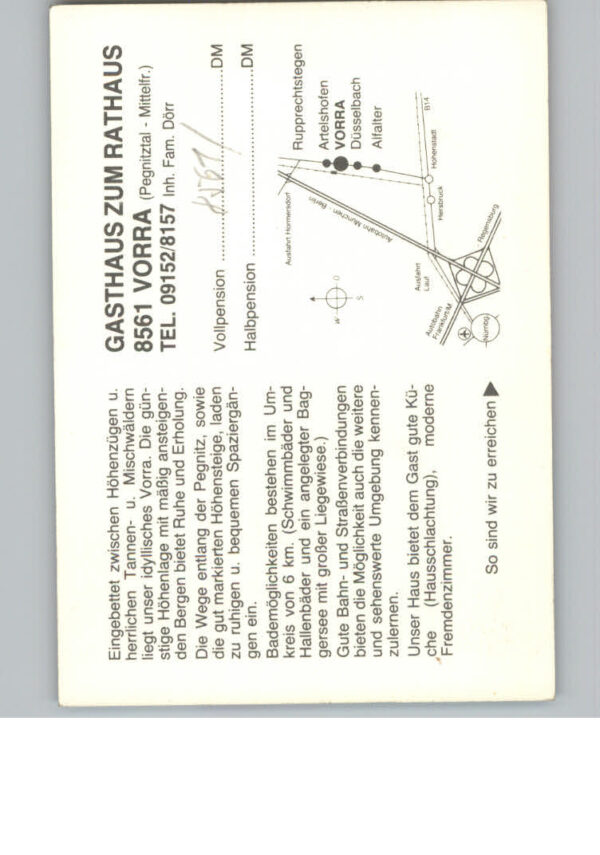 Eingebettet zwischen Höhenzügen u.
herrlichen Tannen- u. Mischwäldern
liegt unser idyllisches Vorra. Die gün-
stige Höhenlage mit mäßig ansteigen-
den Bergen bietet Ruhe und Erholung.
Die Wege entlang der Pegnitz, sowie
die gut markierten Höhensteige, laden
zu ruhigen u. bequemen Spaziergän-
gen ein.
Bademöglichkeiten bestehen im Um-
kreis von 6 km. (Schwimmbäder und
Hallenbäder und ein angelegter Bag-
gersee mit großer Liegewiese.)
Gute Bahn- und Straßenverbindungen
bieten die Möglichkeit auch die weitere
und sehenswerte Umgebung kennen-
zulernen.
Unser Haus bietet dem Gast gute Kü-
che (Hausschlachtung), moderne
Fremdenzimmer.
So sind wir zu erreichen
GASTHAUS ZUM RATHAUS
8561 VORRA (Pegnitztal - Mittelfr.)
TEL. 09152/8157 Inh. Fam. Dörr
Vollpension ........................DM
Halbpension ........................DM
Rupprechtstegen
Artelshofen
VORRA
Düsselbach
Alfalter
B14
Hohenstadt
Hersbruck
Ausfahrt Hormersdorf
Autobahn München - Berlin
Ausfahrt
Lauf
Regensburg
Autobahn
Frankfurt/M
Nürnbg.
W
O
S